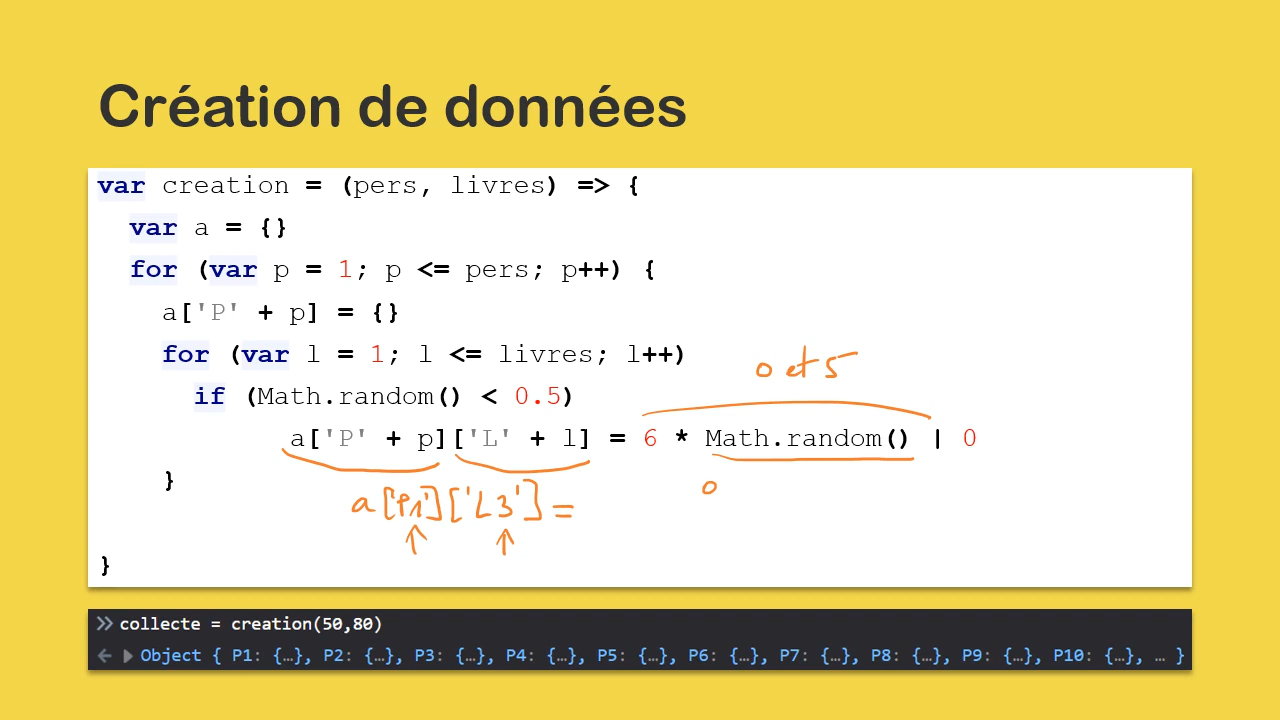 Création de données
var creation = (pers, livres) => {
var a = {}
for (var p = 1; p <= pers; p++) {
a['P' + p] = {}
for (var l = 1; l <= livres; l++)
0 et 5
if (Math.random() < 0.5)
a['P' + p]['L' + l] = 6 * Math.random() | 0
}
0
a['P1']['L3'] =
}
>> collecte = creation(50,80)
← ▶ Object { P1: {…}, P2: {…}, P3: {…}, P4: {…}, P5: {…}, P6: {…}, P7: {…}, P8: {…}, P9: {…}, P10: {…}, … }